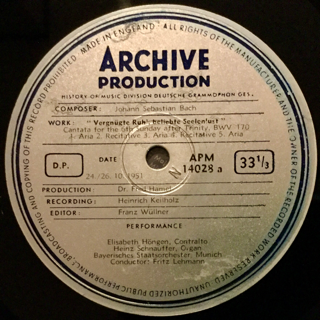 MADE IN ENGLAND
ALL RIGHTS OF THE MANUFACTURER AND THE OWNER OF THE RECORDED WORK RESERVED. UNAUTHORIZED PUBLIC PERFORMANCE, BROADCASTING AND COPYING OF THIS RECORD PROHIBITED.
ARCHIVE
PRODUCTION
HISTORY OF MUSIC DIVISION DEUTSCHE GRAMMOPHON GES.
COMPOSER: Johann Sebastian Bach
WORK: "Vergnügte Ruh', beliebte Seelenlust"
Cantata for the 6th Sunday after Trinity, BWV 170
1. Aria 2. Recitative 3. Aria 4. Recitative 5. Aria
D.P.
DATE
24./26.10.1951
N
APM
14028 a
33 1/3
PRODUCTION: Dr. Fred Hamel
RECORDING: Heinrich Keilholz
EDITOR: Franz Wüllner
PERFORMANCE
Elisabeth Höngen, Contralto
Heinz Schnauffer, Organ
Bayerisches Staatsorchester, Munich
Conductor: Fritz Lehmann